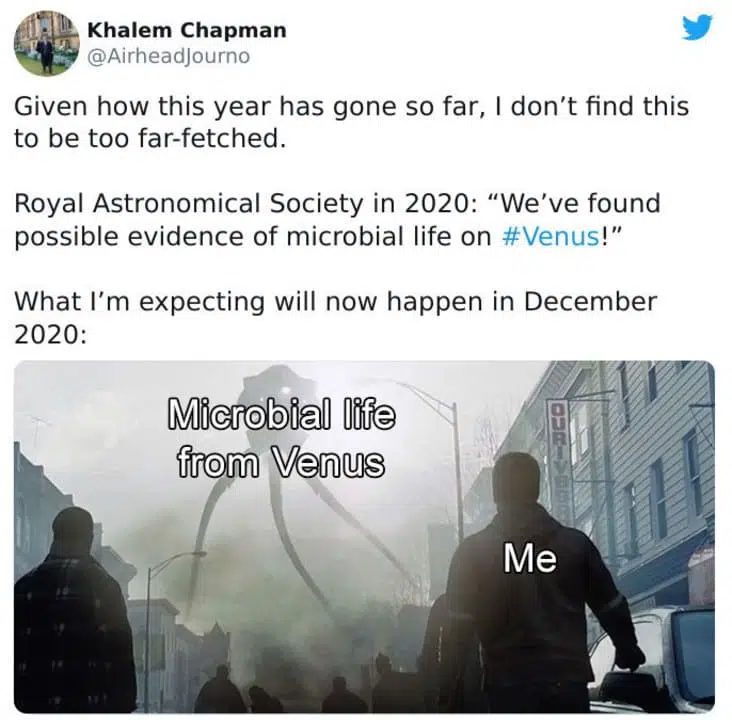 Khalem Chapman
@AirheadJourno
Given how this year has gone so far, I don’t find this
to be too far-fetched.
Royal Astronomical Society in 2020: “We’ve found
possible evidence of microbial life on #Venus!”
What I’m expecting will now happen in December
2020:
Microbial life
from Venus
Me